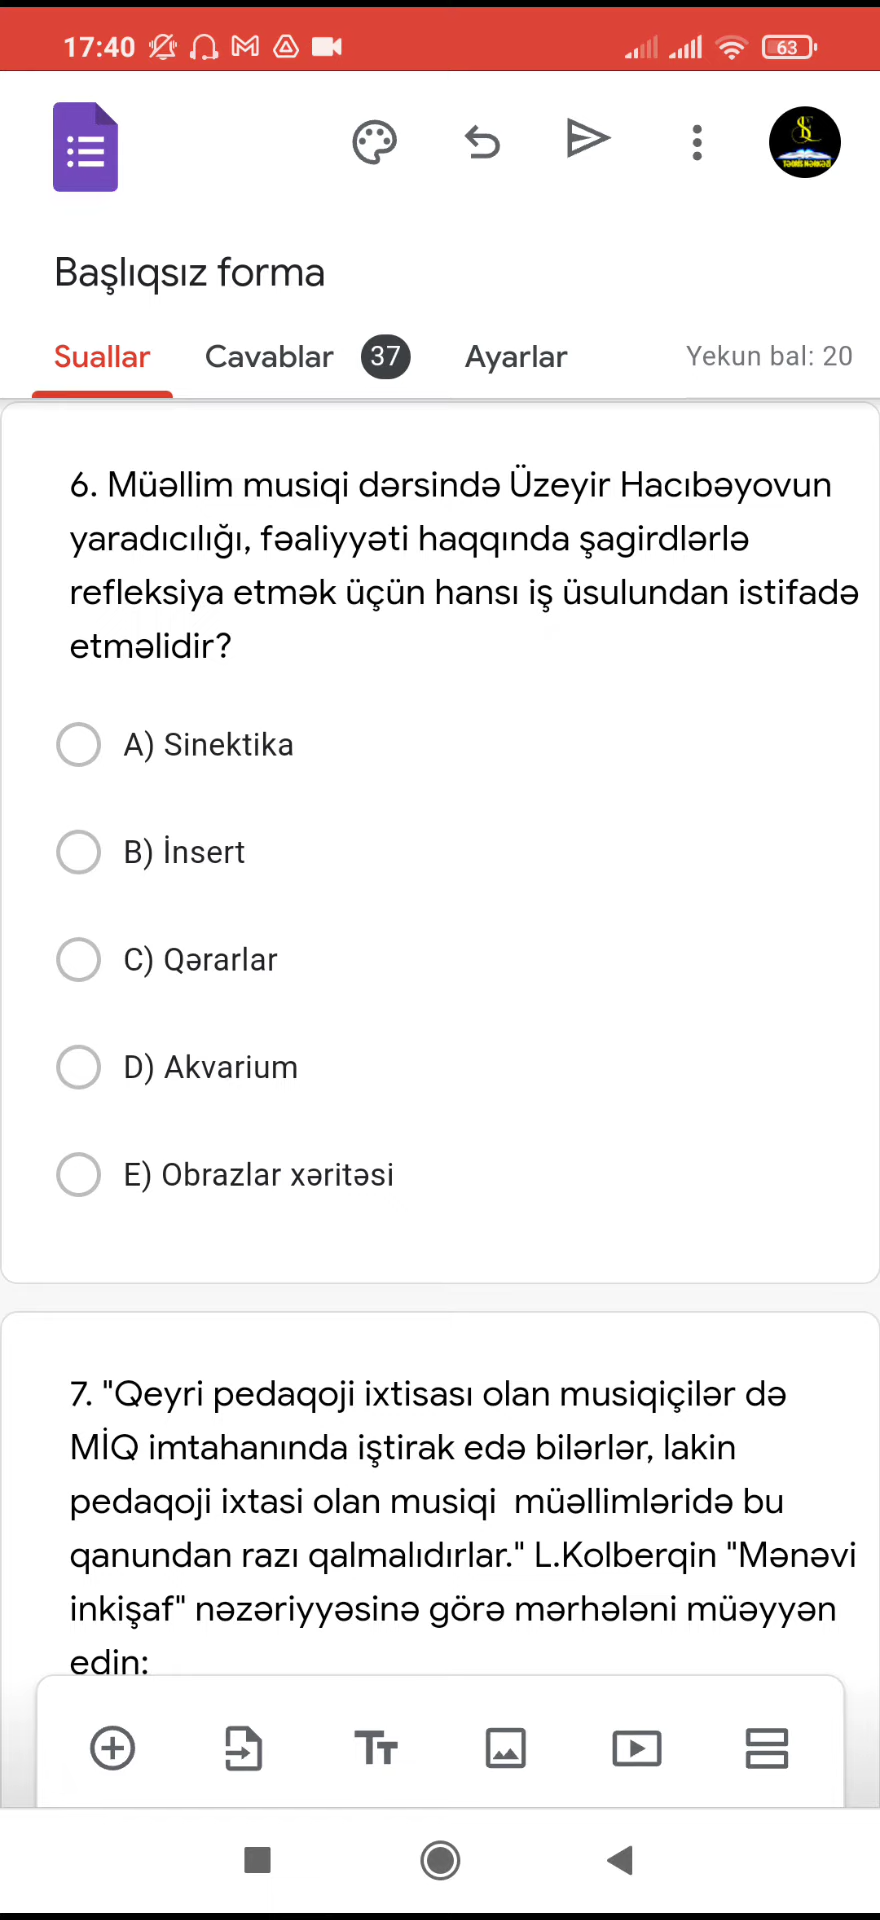 17:40
63
Başlıqsız forma
Suallar Cavablar 37 Ayarlar Yekun bal: 20
6. Müəllim musiqi dərsində Üzeyir Hacıbəyovun
yaradıcılığı, fəaliyyəti haqqında şagirdlərlə
refleksiya etmək üçün hansı iş üsulundan istifadə
etməlidir?
A) Sinektika
B) İnsert
C) Qərarlar
D) Akvarium
E) Obrazlar xəritəsi
7. "Qeyri pedaqoji ixtisası olan musiqiçilər də
MİQ imtahanında iştirak edə bilərlər, lakin
pedaqoji ixtasi olan musiqi  müəllimləridə bu
qanundan razı qalmalıdırlar." L.Kolberqin "Mənəvi
inkişaf" nəzəriyyəsinə görə mərhələni müəyyən
edin: